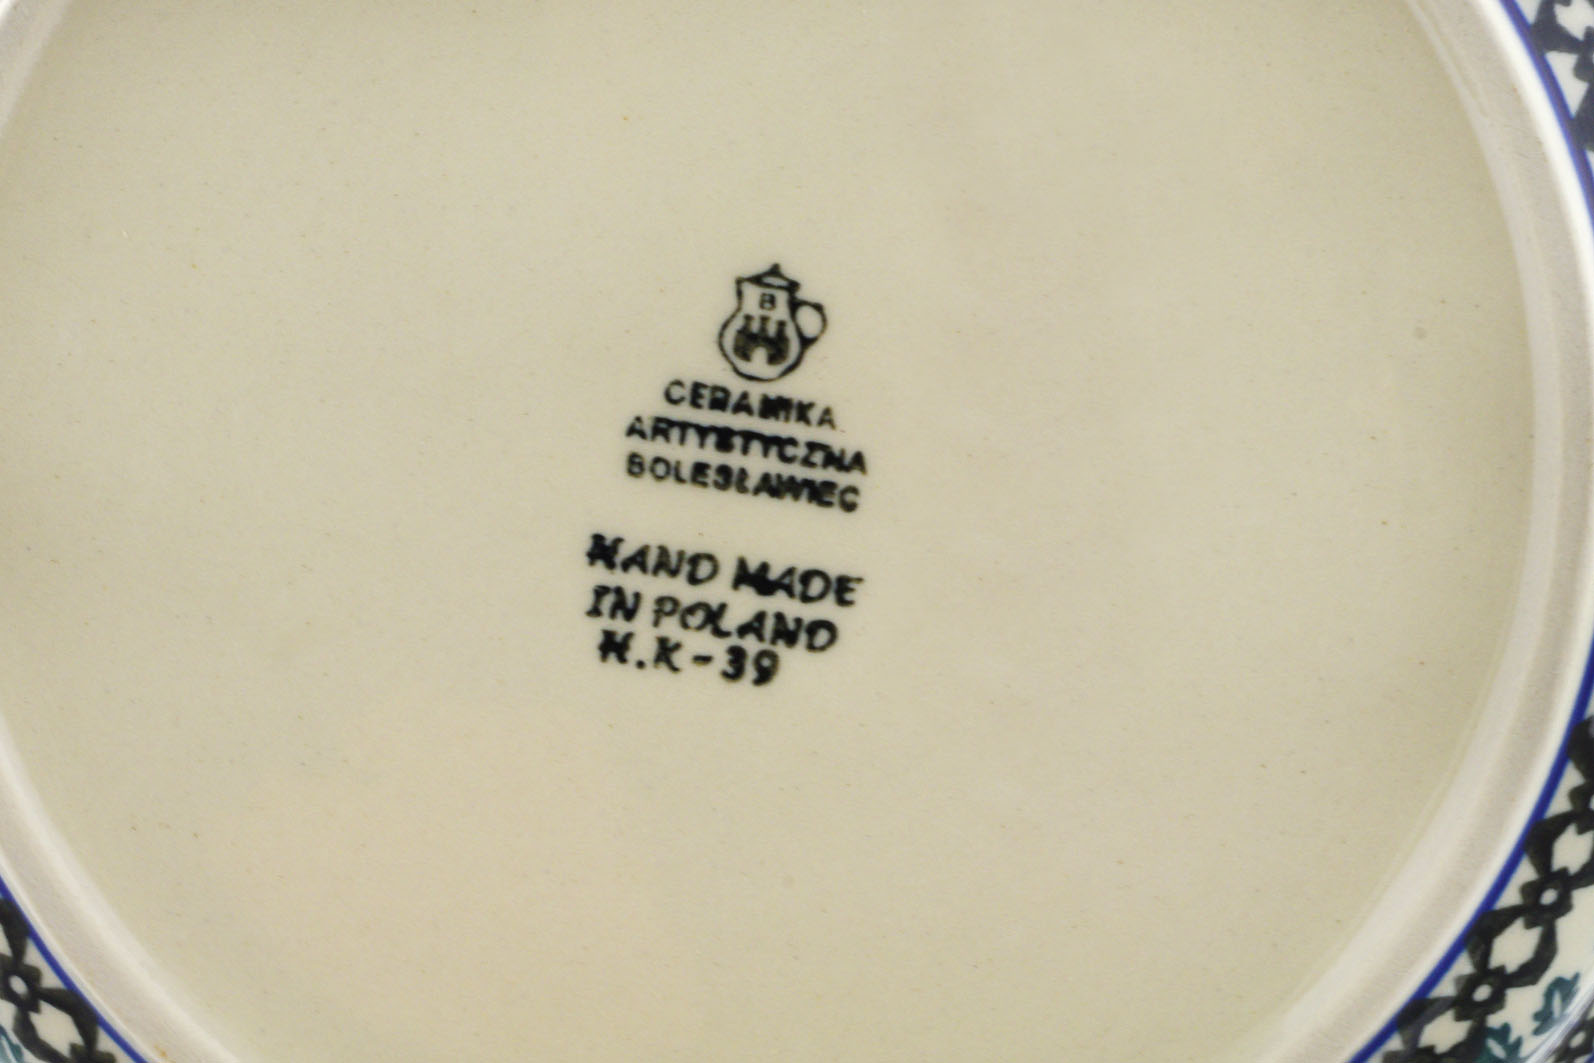 B
CERAMIKA
ARTYSTYCZNA
BOLESŁAWIEC
HAND MADE
IN POLAND
H.K-39